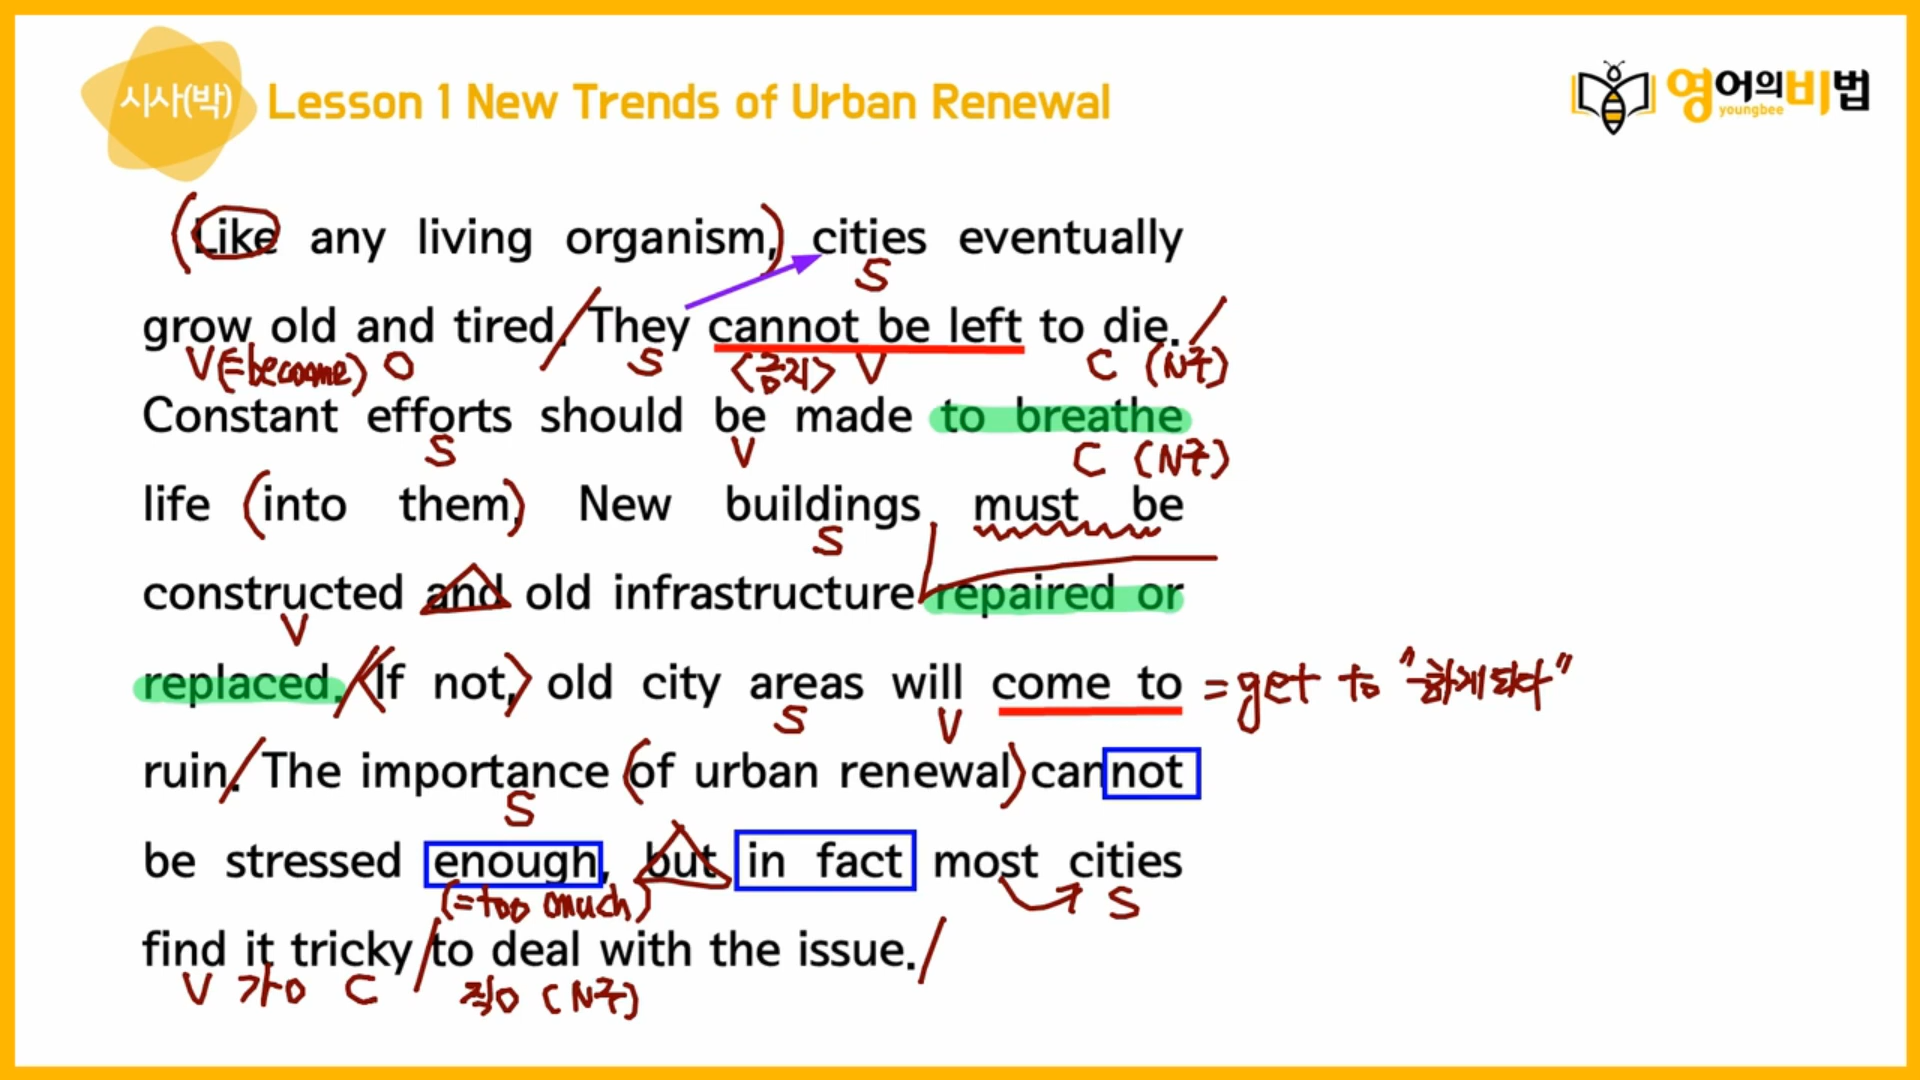 시사(박)
Lesson 1 New Trends of Urban Renewal
영어의비법
youngbee
Like any living organism, cities eventually
S
grow old and tired. They cannot be left to die.
V(=become) O S <금지> V C (N구)
Constant efforts should be made to breathe
S V C (N구)
life (into them) New buildings must be
S
constructed and old infrastructure repaired or
V
replaced. <If not,> old city areas will come to = get to "하게 되다"
S V
ruin. The importance (of urban renewal) cannot
S
be stressed enough, but in fact most cities
(=too much) S
find it tricky to deal with the issue.
V 가O C 진O (N구)